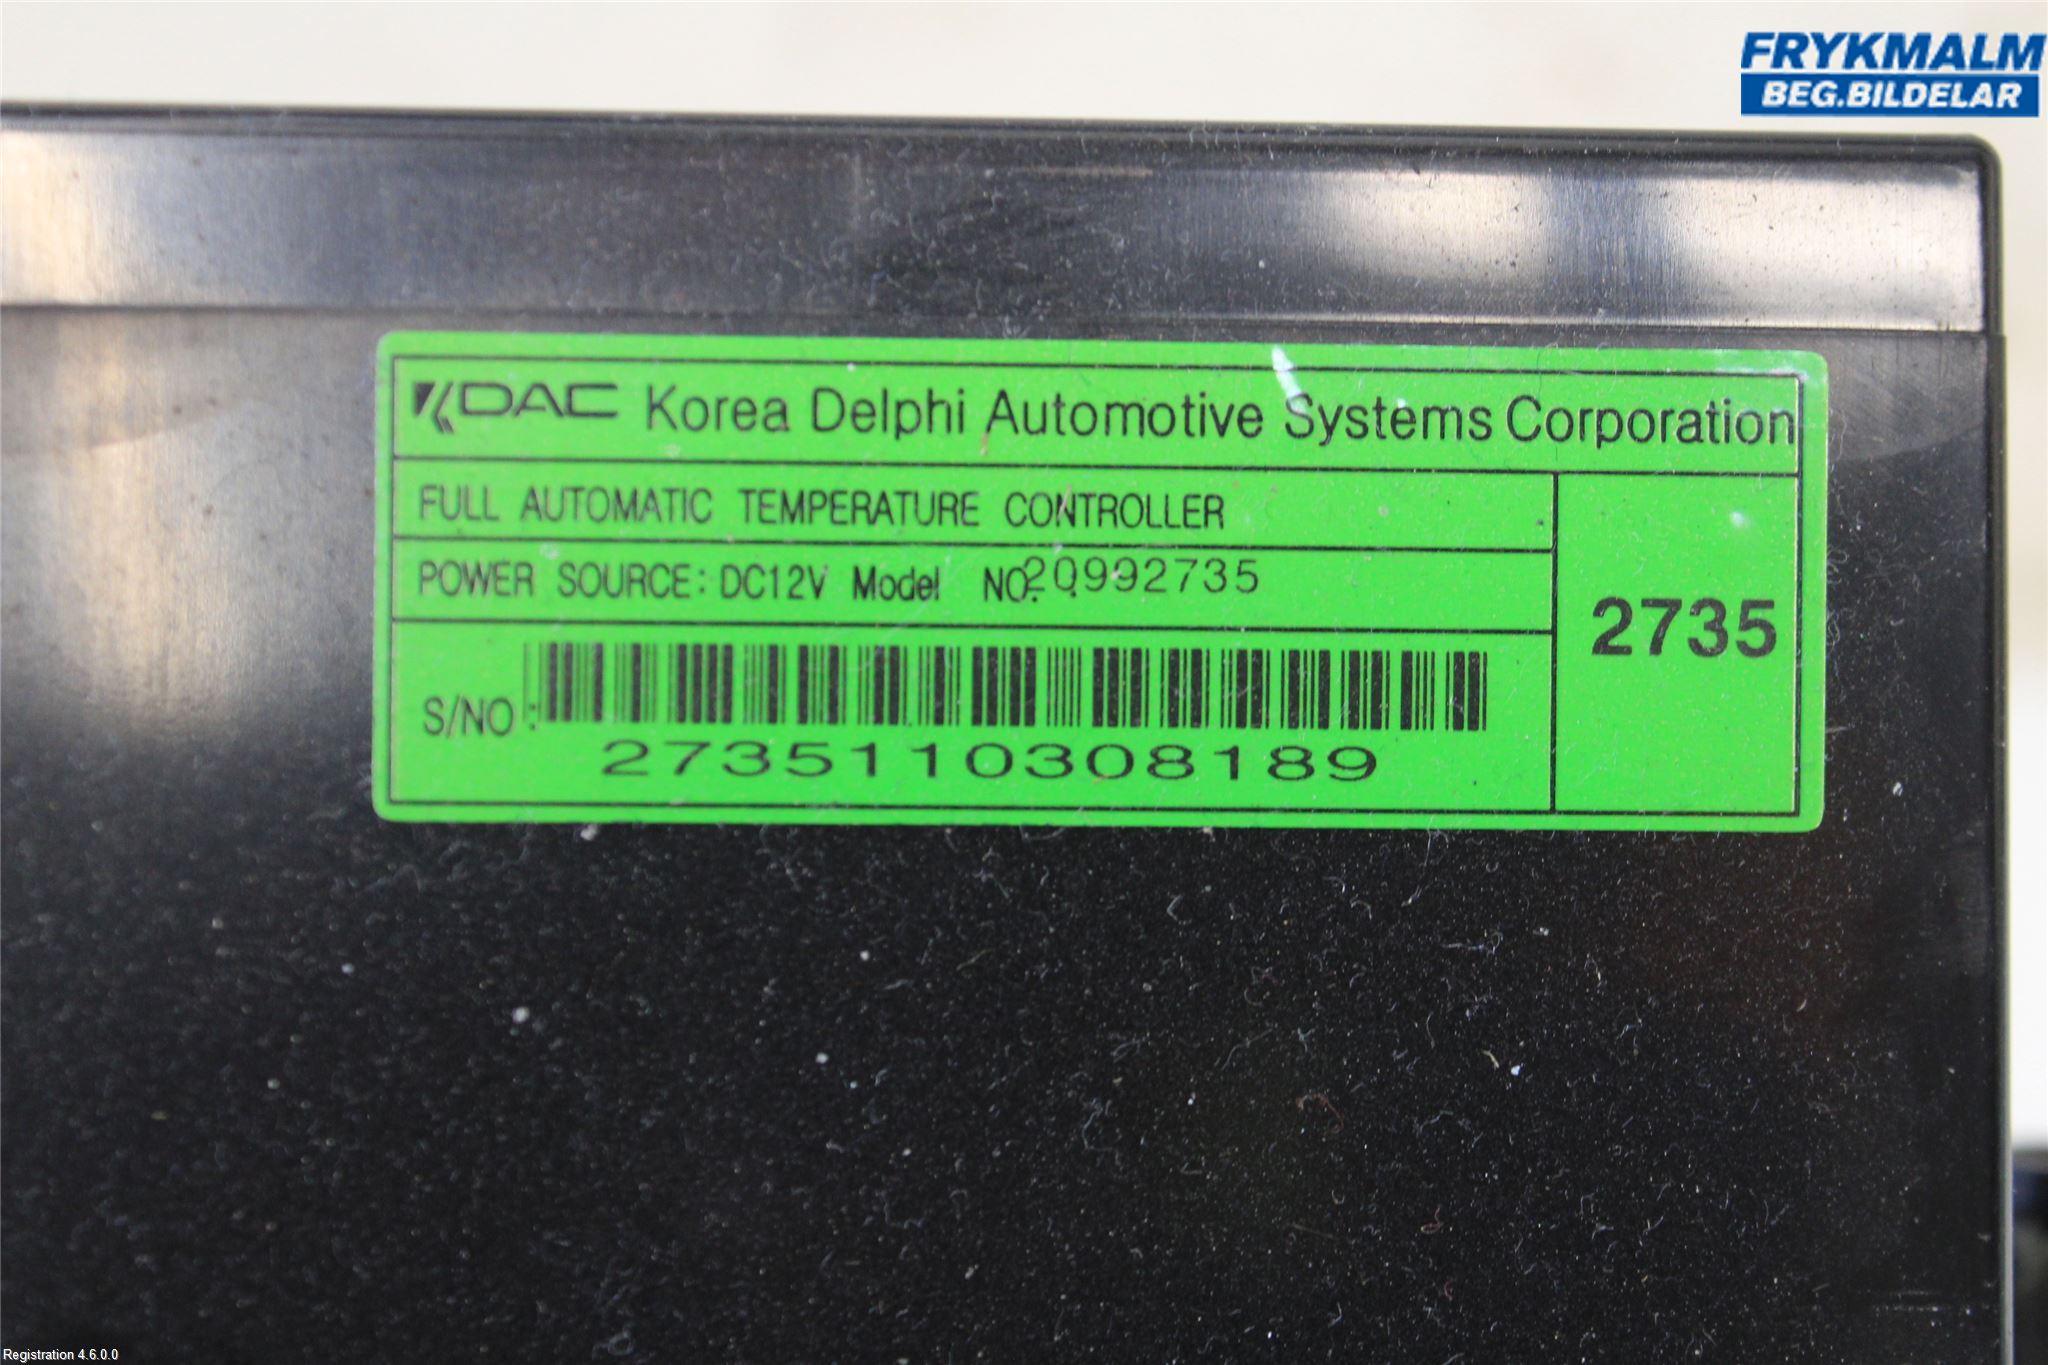 FRYKMALM
BEG.BILDELAR
KDAC Korea Delphi Automotive Systems Corporation
FULL AUTOMATIC TEMPERATURE CONTROLLER
POWER SOURCE: DC12V Model NO. 20992735
2735
S/NO :
2735110308189
Registration 4.6.0.0